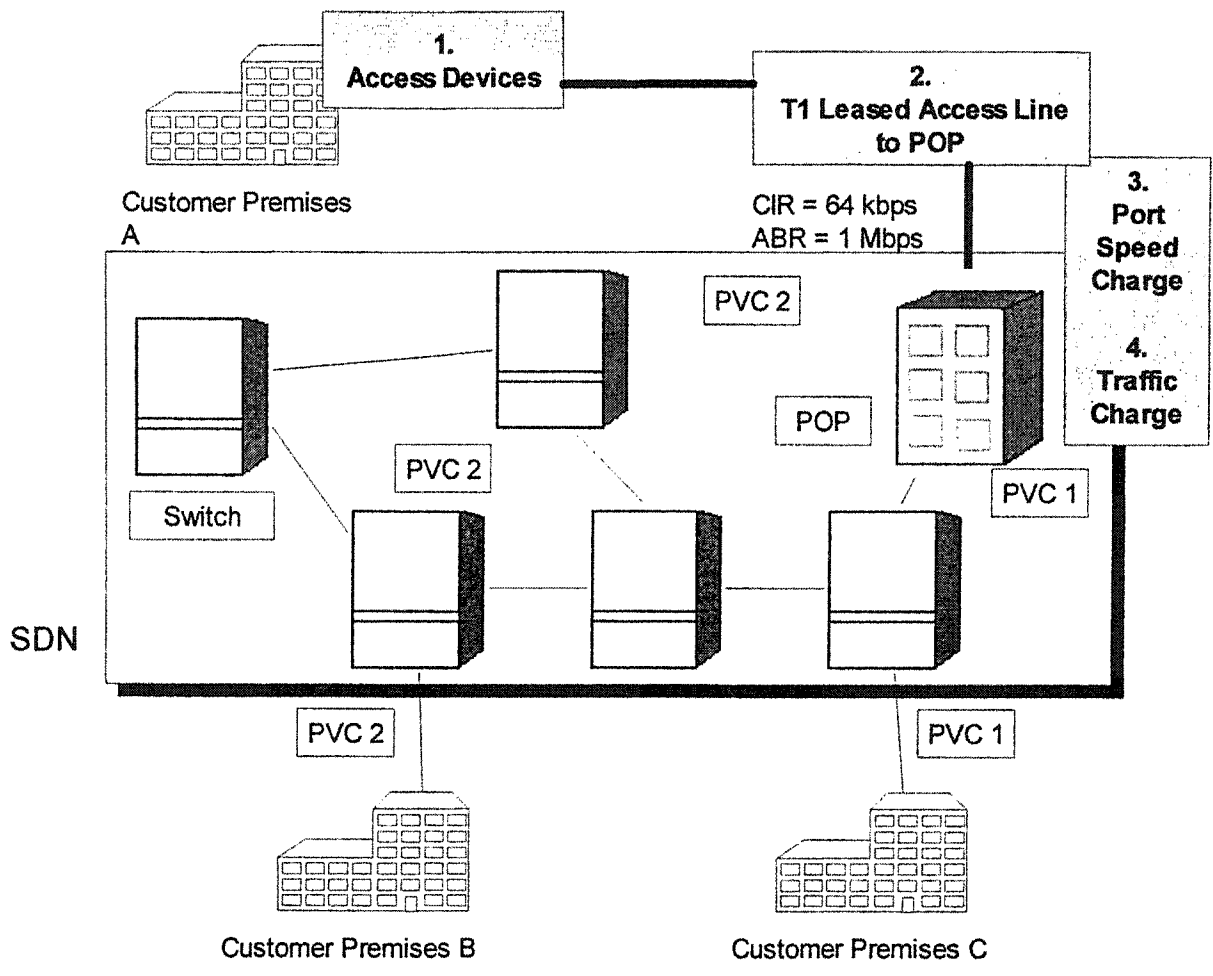 1.
Access Devices
2.
T1 Leased Access Line
to POP
Customer Premises
A
CIR = 64 kbps
ABR = 1 Mbps
3.
Port
Speed
Charge
4.
Traffic
Charge
PVC 2
POP
PVC 2
PVC 1
Switch
SDN
PVC 2
PVC 1
Customer Premises B
Customer Premises C